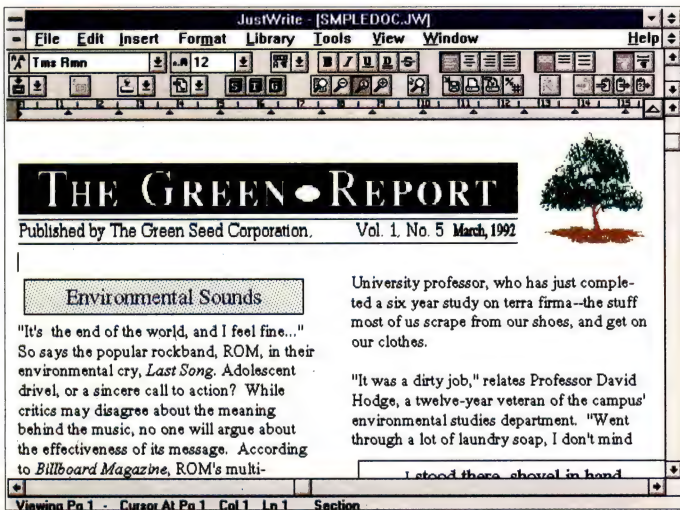 JustWrite - [SMPLEDOC.JW]
File Edit Insert Format Library Tools View Window Help
Tms Rmn 12 B I U D S
THE GREEN REPORT
Published by The Green Seed Corporation. Vol. 1, No. 5 March, 1992
Environmental Sounds
"It's the end of the world, and I feel fine..."
So says the popular rockband, ROM, in their
environmental cry, Last Song. Adolescent
drivel, or a sincere call to action? While
critics may disagree about the meaning
behind the music, no one will argue about
the effectiveness of its message. According
to Billboard Magazine, ROM's multi-
University professor, who has just comple-
ted a six year study on terra firma--the stuff
most of us scrape from our shoes, and get on
our clothes.
"It was a dirty job," relates Professor David
Hodge, a twelve-year veteran of the campus'
environmental studies department. "Went
through a lot of laundry soap, I don't mind
I stood there, shovel in hand
Viewing Pg 1 - Cursor At Pg 1 Col 1 Ln 1 Section